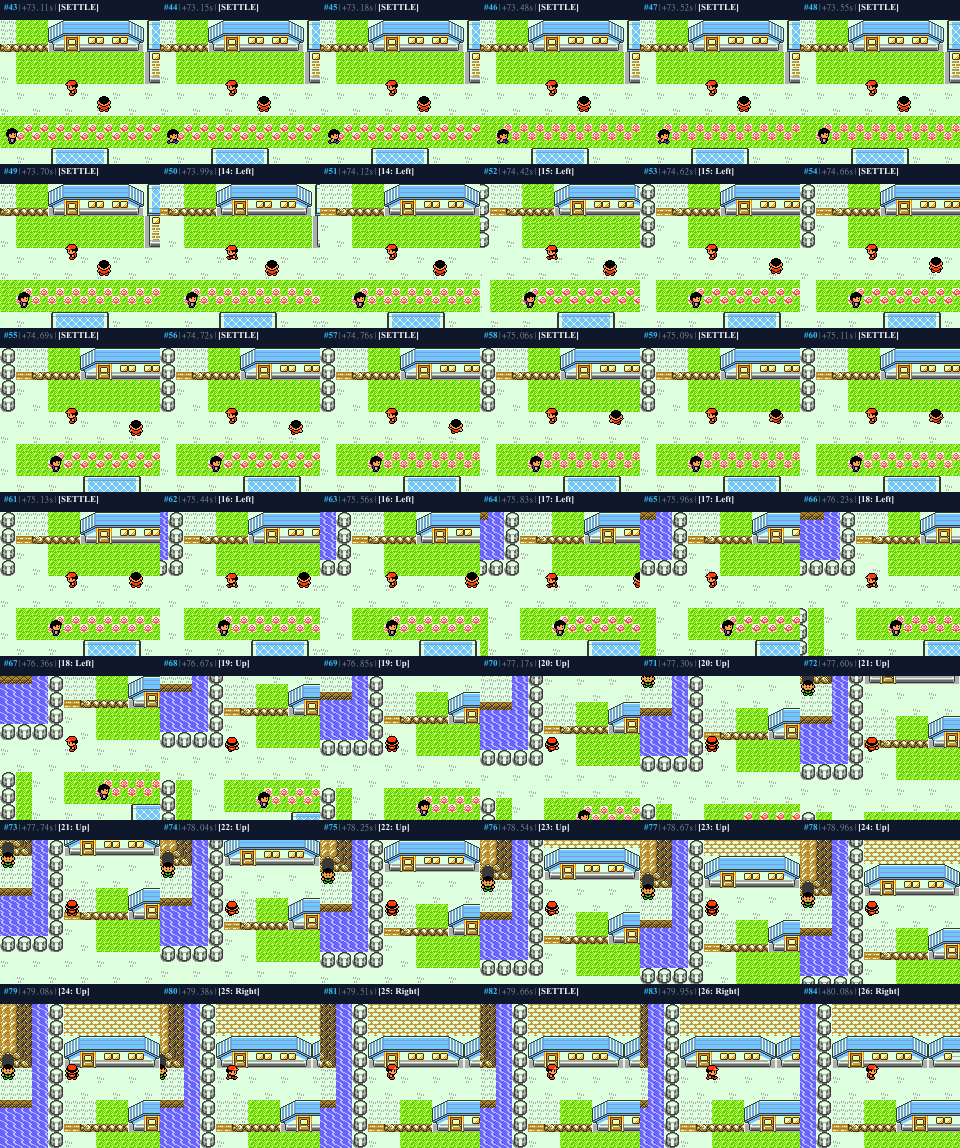 #43|+73.11s|[SETTLE] #44|+73.15s|[SETTLE] #45|+73.18s|[SETTLE] #46|+73.48s|[SETTLE] #47|+73.52s|[SETTLE] #48|+73.55s|[SETTLE]
#49|+73.70s|[SETTLE] #50|+73.99s|[14: Left] #51|+74.12s|[14: Left] #52|+74.42s|[15: Left] #53|+74.62s|[15: Left] #54|+74.66s|[SETTLE]
#55|+74.69s|[SETTLE] #56|+74.72s|[SETTLE] #57|+74.76s|[SETTLE] #58|+75.06s|[SETTLE] #59|+75.09s|[SETTLE] #60|+75.11s|[SETTLE]
#61|+75.13s|[SETTLE] #62|+75.44s|[16: Left] #63|+75.56s|[16: Left] #64|+75.83s|[17: Left] #65|+75.96s|[17: Left] #66|+76.23s|[18: Left]
#67|+76.36s|[18: Left] #68|+76.67s|[19: Up] #69|+76.85s|[19: Up] #70|+77.17s|[20: Up] #71|+77.30s|[20: Up] #72|+77.60s|[21: Up]
#73|+77.74s|[21: Up] #74|+78.04s|[22: Up] #75|+78.25s|[22: Up] #76|+78.54s|[23: Up] #77|+78.67s|[23: Up] #78|+78.96s|[24: Up]
#79|+79.08s|[24: Up] #80|+79.38s|[25: Right] #81|+79.51s|[25: Right] #82|+79.66s|[SETTLE] #83|+79.95s|[26: Right] #84|+80.08s|[26: Right]